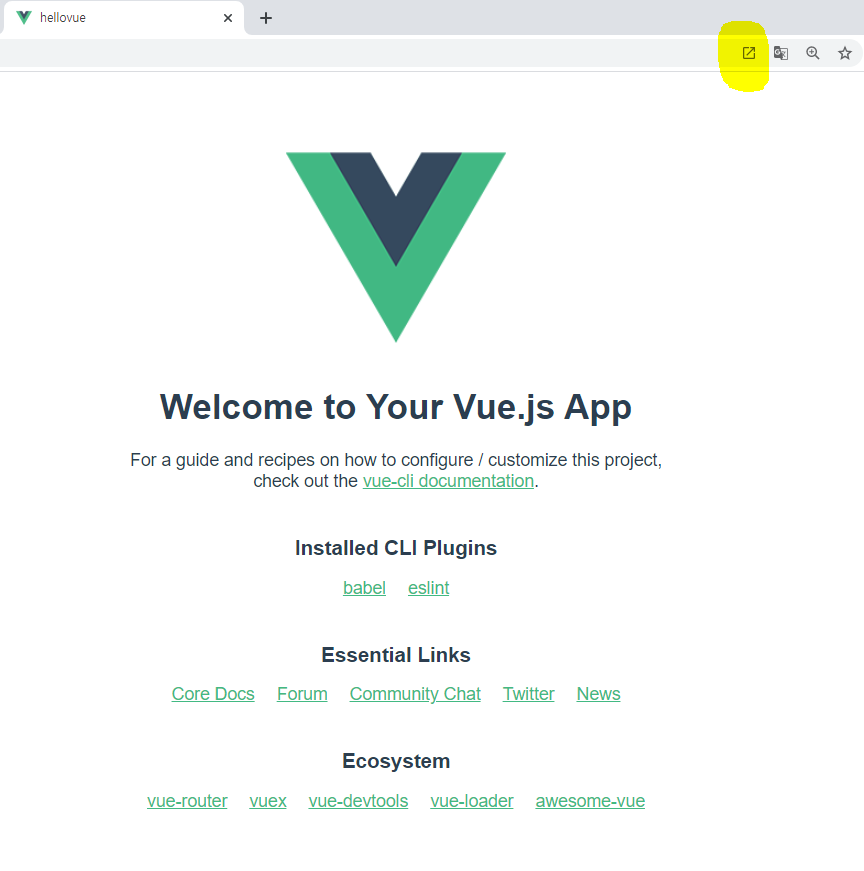 hellovue
Welcome to Your Vue.js App
For a guide and recipes on how to configure / customize this project,
check out the vue-cli documentation.
Installed CLI Plugins
babel eslint
Essential Links
Core Docs Forum Community Chat Twitter News
Ecosystem
vue-router vuex vue-devtools vue-loader awesome-vue